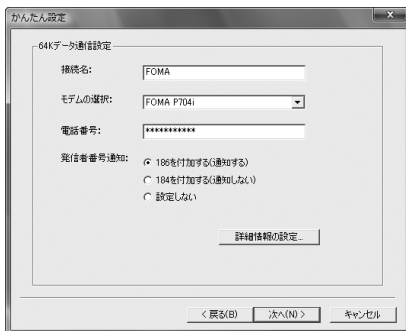 かんたん設定
64Kデータ通信設定
接続名: FOMA
モデムの選択: FOMA P704i
電話番号: ***********
発信者番号通知: 186を付加する(通知する)
184を付加する(通知しない)
設定しない
詳細情報の設定...
< 戻る(B) 次へ(N) > キャンセル